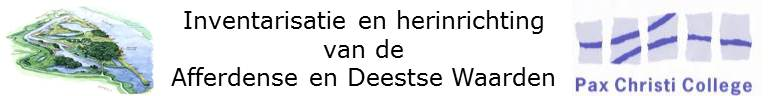 Inventarisatie en herinrichting
van de
Afferdense en Deestse Waarden
Pax Christi College